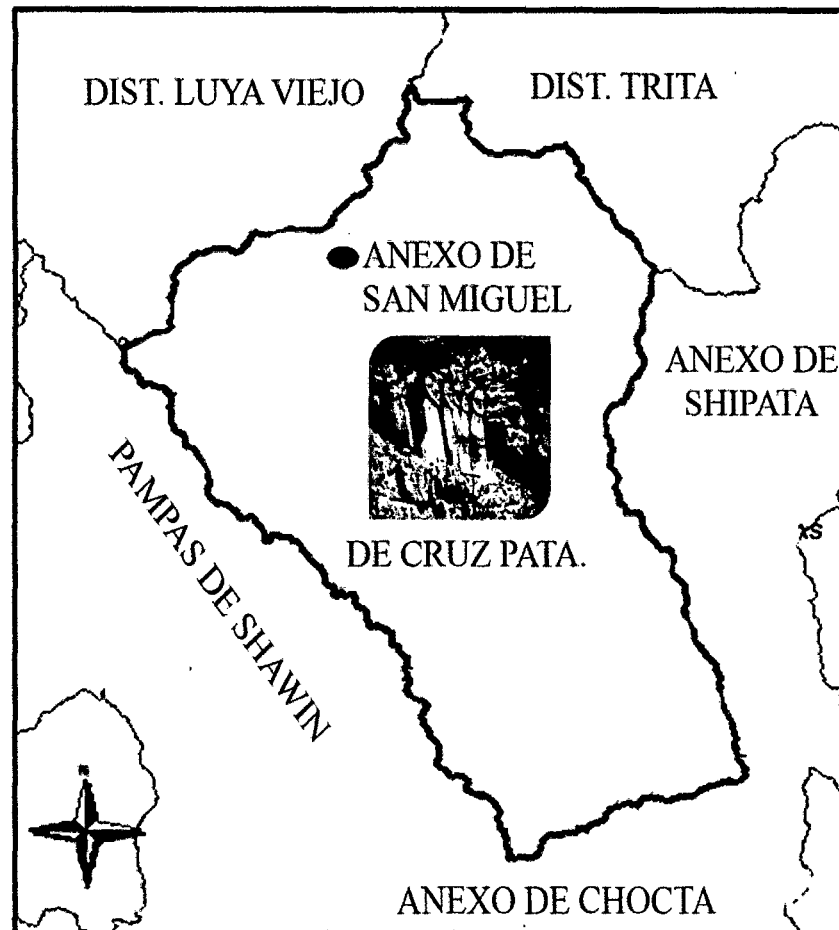 DIST. LUYA VIEJO
DIST. TRITA
ANEXO DE
SAN MIGUEL
ANEXO DE
SHIPATA
DE CRUZ PATA.
PAMPAS DE SHAWIN
N
ANEXO DE CHOCTA